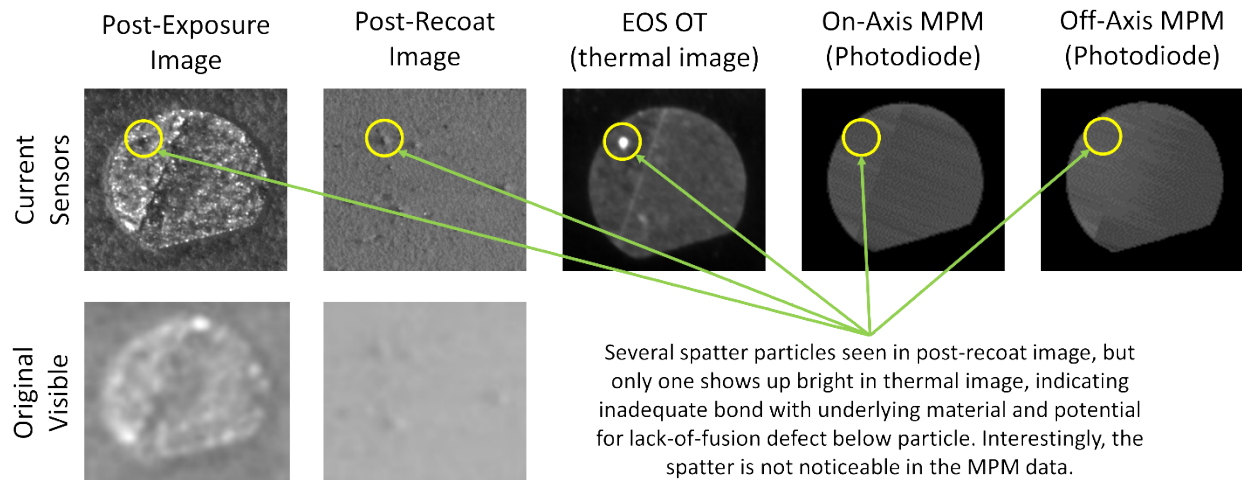 Post-Exposure
Image
Post-Recoat
Image
EOS OT
(thermal image)
On-Axis MPM
(Photodiode)
Off-Axis MPM
(Photodiode)
Current
Sensors
Original
Visible
Several spatter particles seen in post-recoat image, but
only one shows up bright in thermal image, indicating
inadequate bond with underlying material and potential
for lack-of-fusion defect below particle. Interestingly, the
spatter is not noticeable in the MPM data.